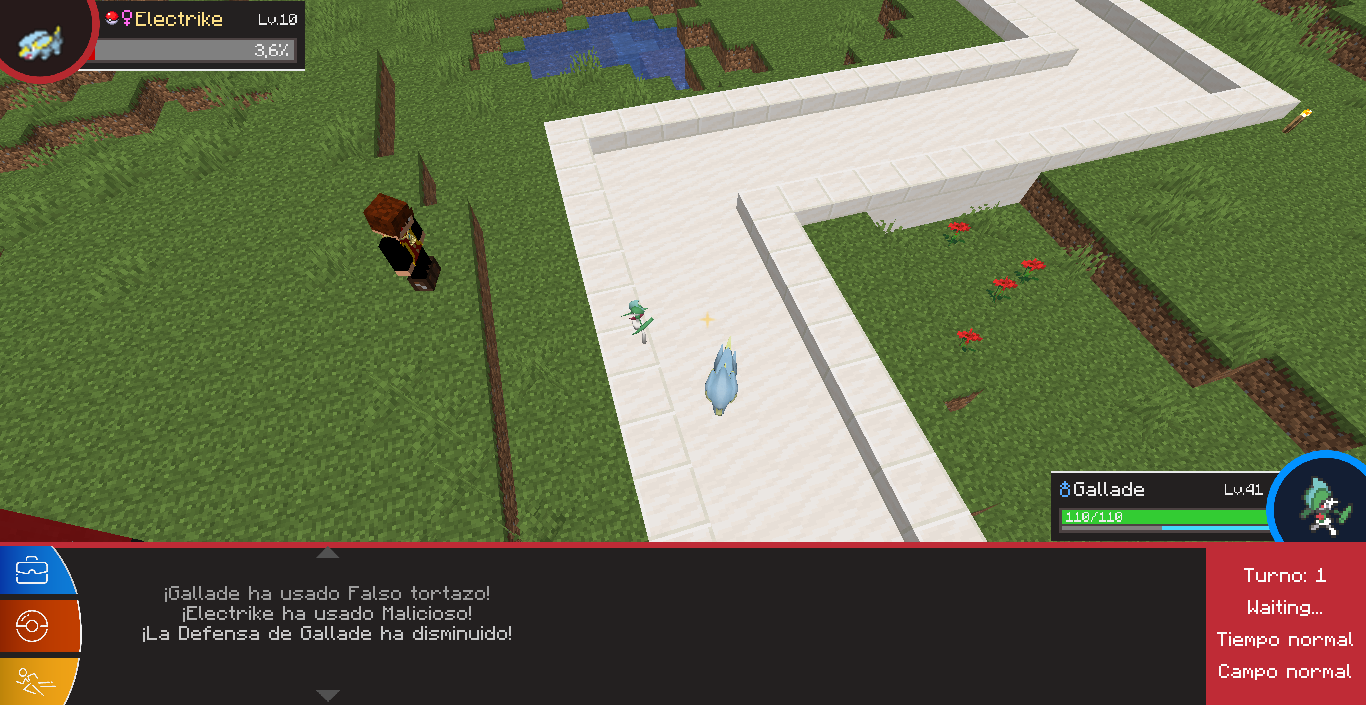 ♀Electrike Lv.10
3,6%
♂Gallade Lv.41
110/110
¡Gallade ha usado Falso tortazo!
¡Electrike ha usado Malicioso!
¡La Defensa de Gallade ha disminuido!
Turno: 1
Waiting...
Tiempo normal
Campo normal